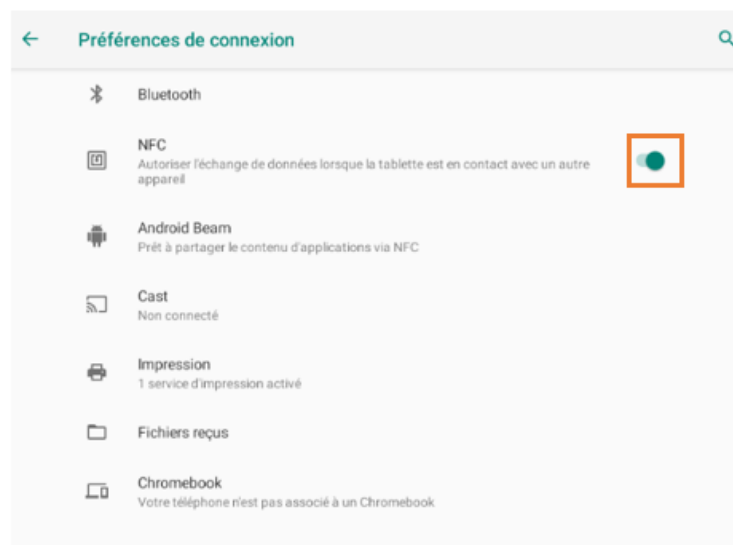 Préférences de connexion
Bluetooth
NFC
Autoriser l'échange de données lorsque la tablette est en contact avec un autre
appareil
Android Beam
Prêt à partager le contenu d'applications via NFC
Cast
Non connecté
Impression
1 service d'impression activé
Fichiers reçus
Chromebook
Votre téléphone n'est pas associé à un Chromebook